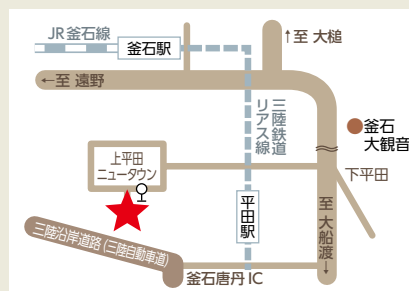 JR釜石線
釜石駅
↑至 大槌
←至 遠野
三陸鉄道
リアス線
釜石
大観音
上平田
ニュータウン
下平田
平田駅
至 大船渡→
三陸沿岸道路(三陸自動車道)
釜石唐丹IC